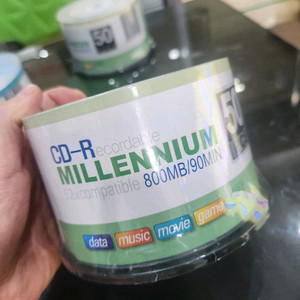 50
CD-Recordable
MILLENNIUM
52x compatible 800MB/90MIN
50
data music movie game